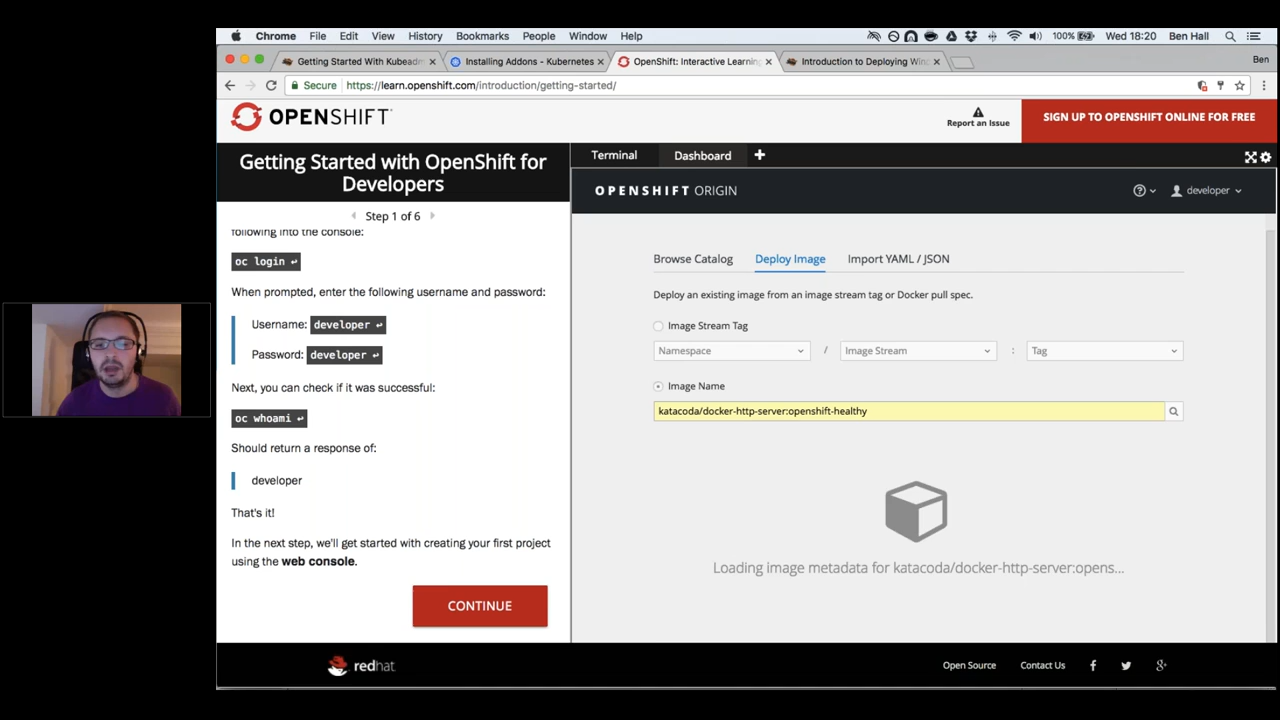 Chrome File Edit View History Bookmarks People Window Help 100% Wed 18:20 Ben Hall
Getting Started With Kubeadm Installing Addons - Kubernetes OpenShift: Interactive Learning Introduction to Deploying Win Ben
Secure https://learn.openshift.com/introduction/getting-started/
OPENSHIFT
Report an Issue
SIGN UP TO OPENSHIFT ONLINE FOR FREE
Getting Started with OpenShift for
Developers
Step 1 of 6
following into the console:
oc login ↵
When prompted, enter the following username and password:
Username: developer ↵
Password: developer ↵
Next, you can check if it was successful:
oc whoami ↵
Should return a response of:
developer
That's it!
In the next step, we'll get started with creating your first project
using the web console.
CONTINUE
Terminal Dashboard
OPENSHIFT ORIGIN
developer
Browse Catalog Deploy Image Import YAML / JSON
Deploy an existing image from an image stream tag or Docker pull spec.
Image Stream Tag
Namespace / Image Stream : Tag
Image Name
katacoda/docker-http-server:openshift-healthy
Loading image metadata for katacoda/docker-http-server:opens...
redhat.
Open Source Contact Us